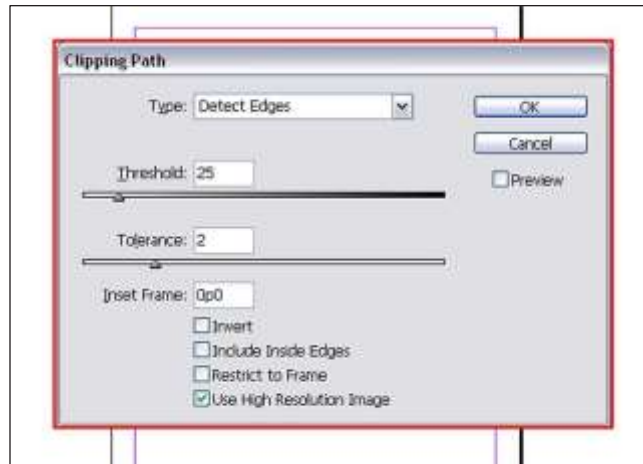 Clipping Path
Type: Detect Edges
OK
Cancel
Threshold: 25
Preview
Tolerance: 2
Inset Frame: 0p0
Invert
Include Inside Edges
Restrict to Frame
Use High Resolution Image